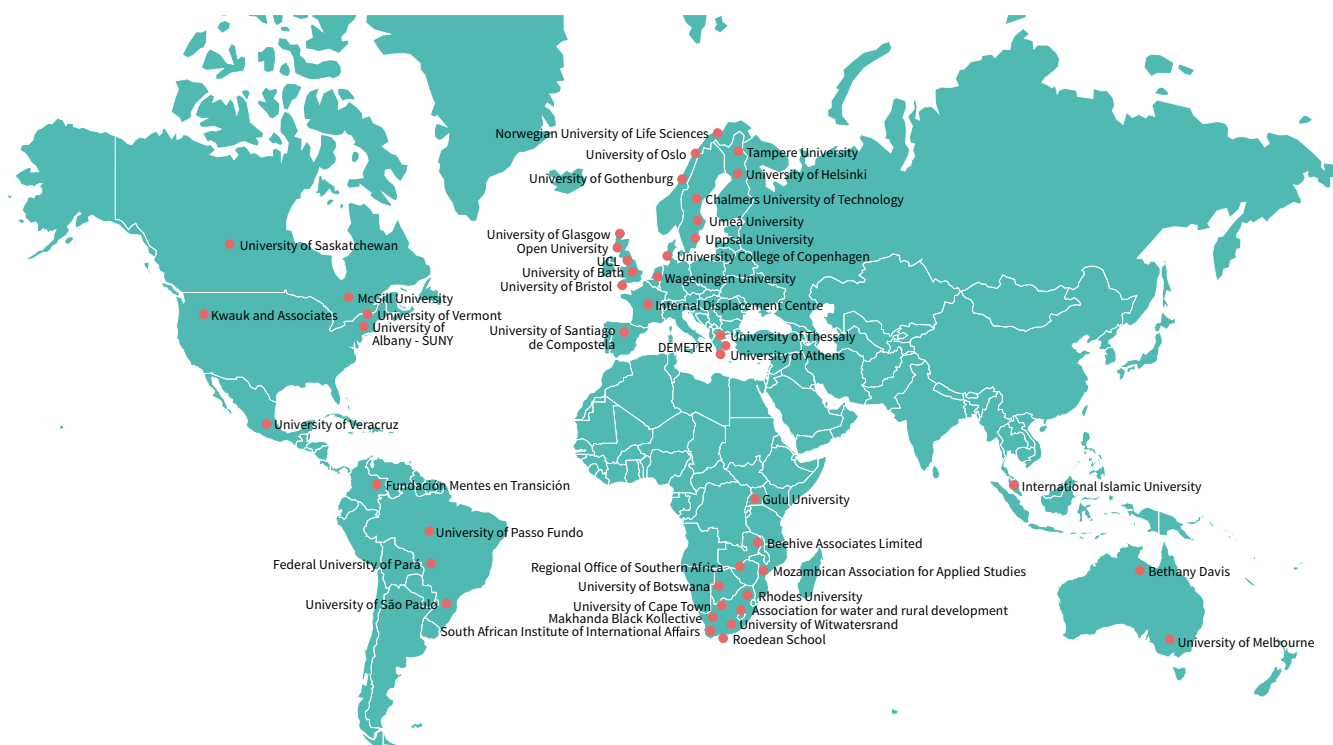 Norwegian University of Life Sciences
University of Oslo
Tampere University
University of Gothenburg
University of Helsinki
Chalmers University of Technology
Umeå University
University of Glasgow
Uppsala University
Open University
University College of Copenhagen
UCL
University of Bath
Wageningen University
University of Bristol
Internal Displacement Centre
University of Santiago
de Compostela
University of Thessaly
DEMETER
University of Athens
University of Saskatchewan
McGill University
Kwauk and Associates
University of Vermont
University of
Albany - SUNY
University of Veracruz
Fundación Mentes en Transición
University of Passo Fundo
Federal University of Pará
University of São Paulo
Gulu University
Beehive Associates Limited
Regional Office of Southern Africa
Mozambican Association for Applied Studies
University of Botswana
Rhodes University
University of Cape Town
Association for water and rural development
Makhanda Black Kollective
University of Witwatersrand
South African Institute of International Affairs
Roedean School
International Islamic University
Bethany Davis
University of Melbourne